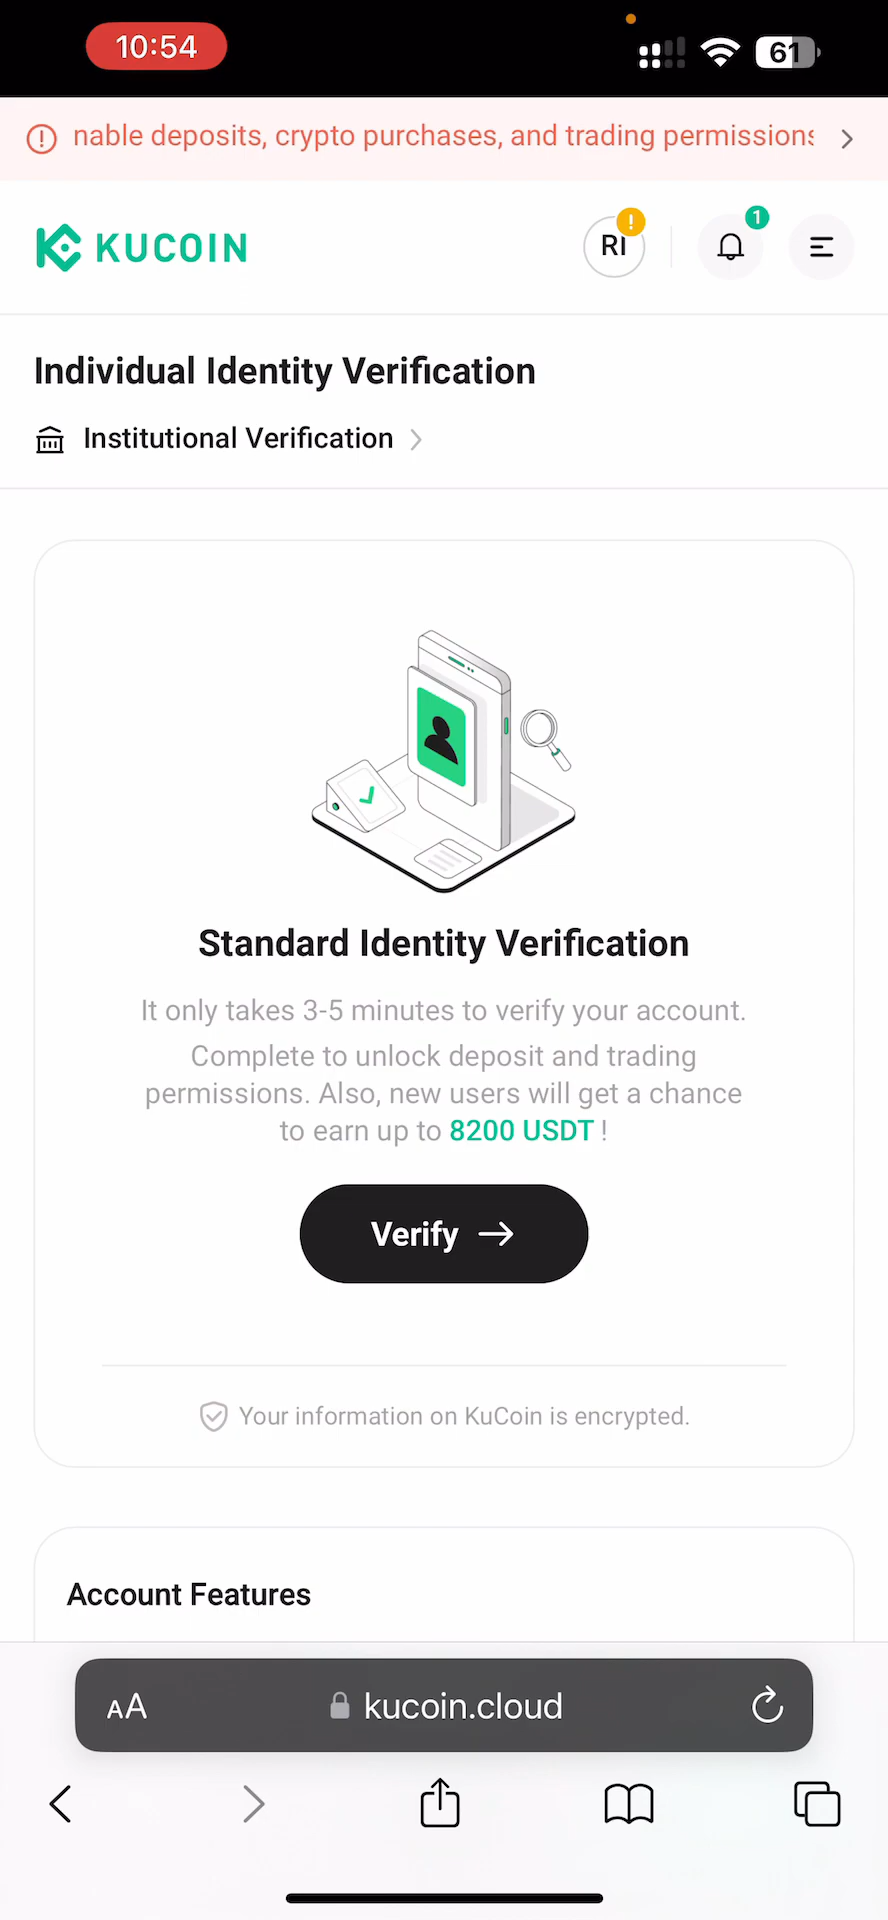 10:54
61
nable deposits, crypto purchases, and trading permissions
KUCOIN
RI
!
1
Individual Identity Verification
Institutional Verification
Standard Identity Verification
It only takes 3-5 minutes to verify your account.
Complete to unlock deposit and trading
permissions. Also, new users will get a chance
to earn up to 8200 USDT !
Verify →
Your information on KuCoin is encrypted.
Account Features
AA
kucoin.cloud